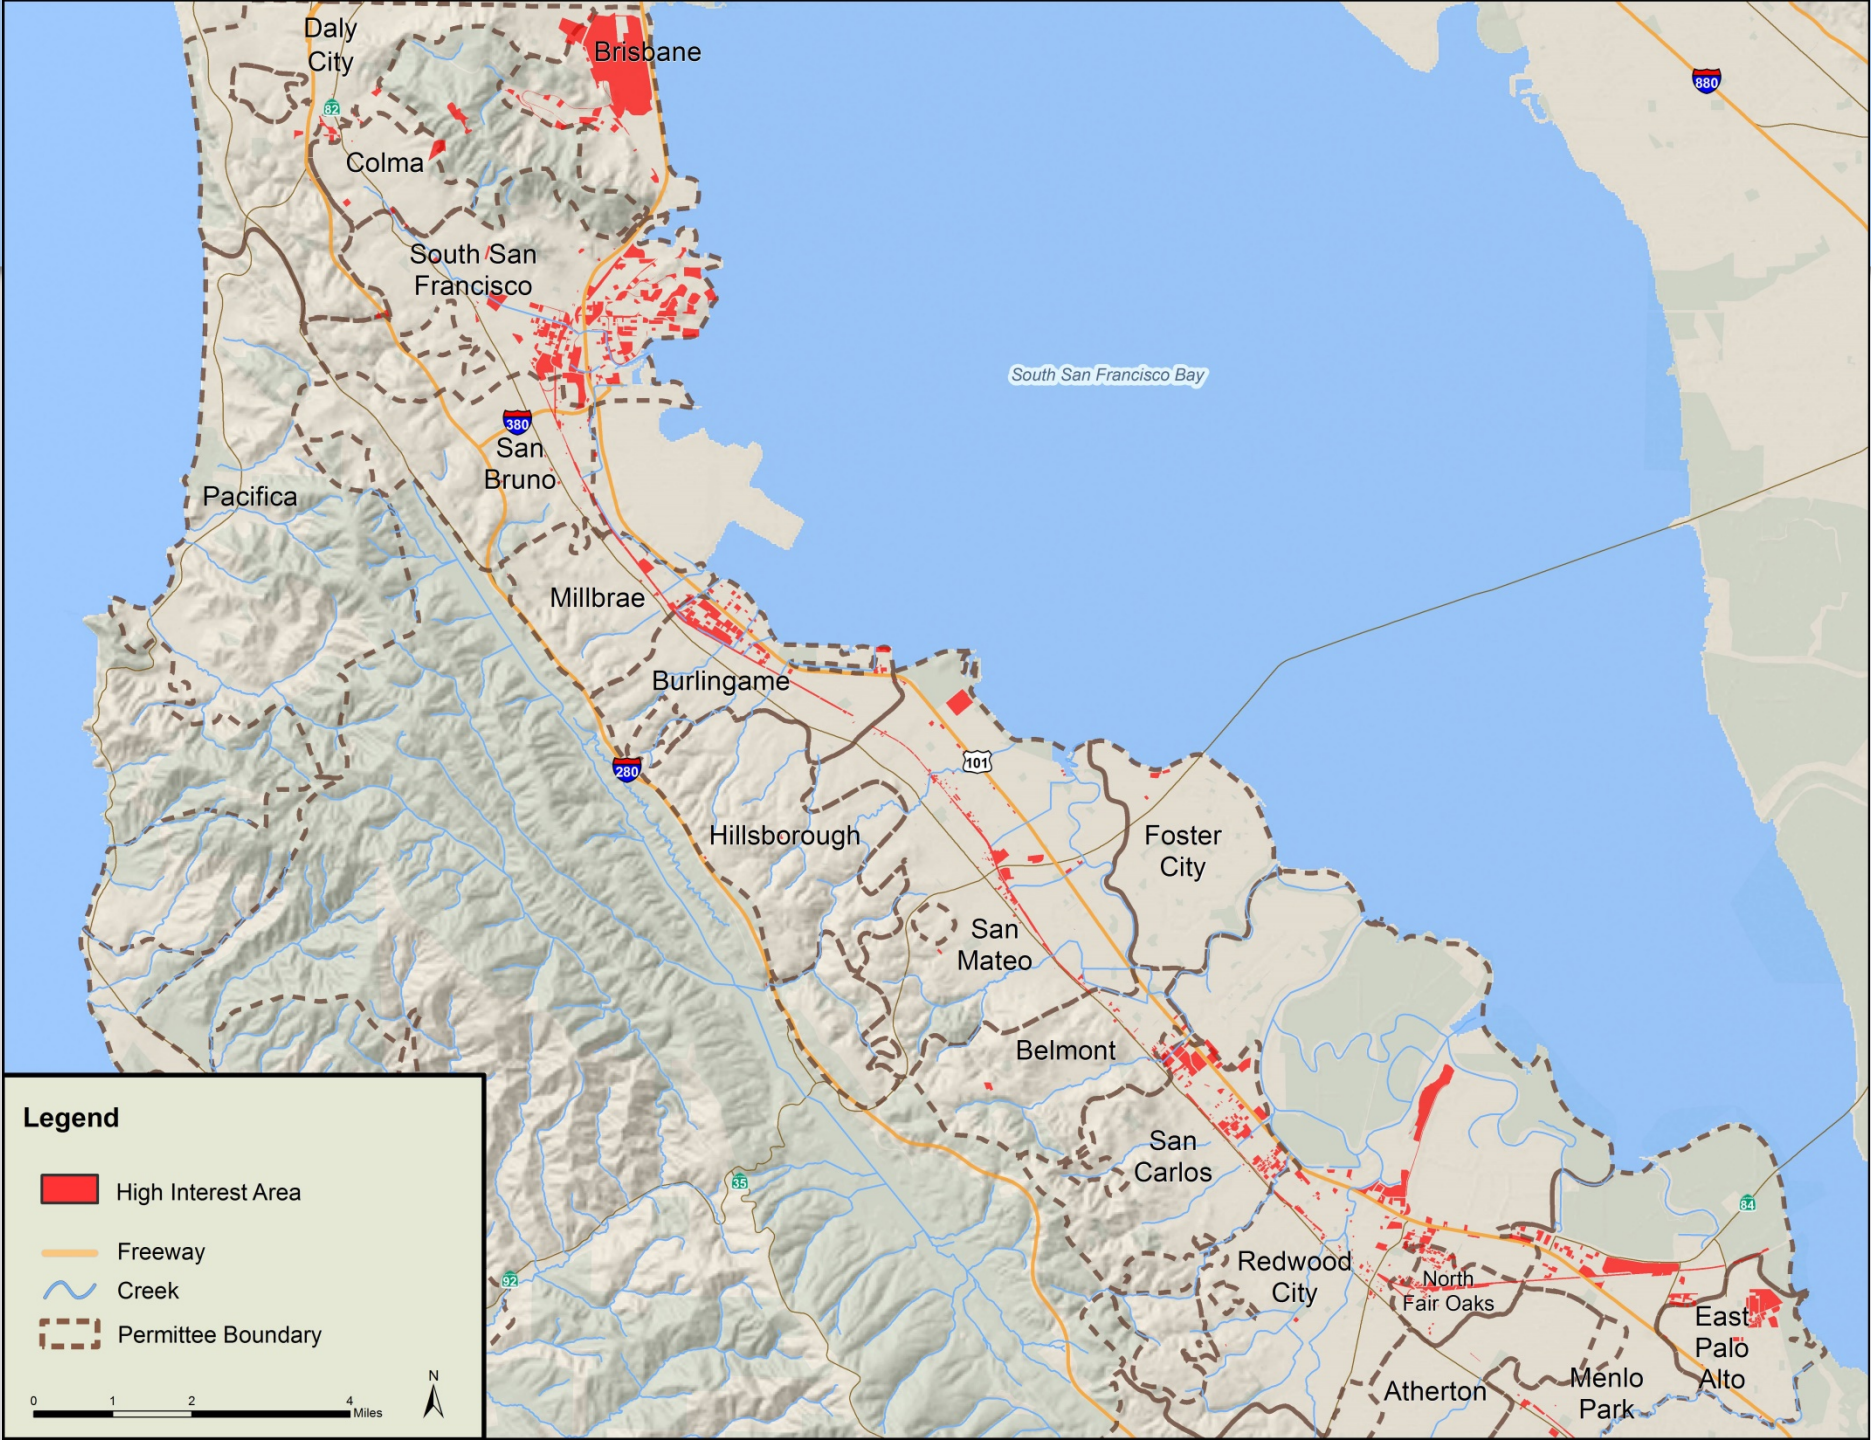 Daly
City
Brisbane
880
82
Colma
South San
Francisco
South San Francisco Bay
380
San
Bruno
Pacifica
Millbrae
Burlingame
101
280
Hillsborough
Foster
City
San
Mateo
Belmont
San
Carlos
35
84
92
Redwood
City
North
Fair Oaks
East
Palo
Alto
Atherton
Menlo
Park
Legend
High Interest Area
Freeway
Creek
Permittee Boundary
N
0 1 2 4
Miles